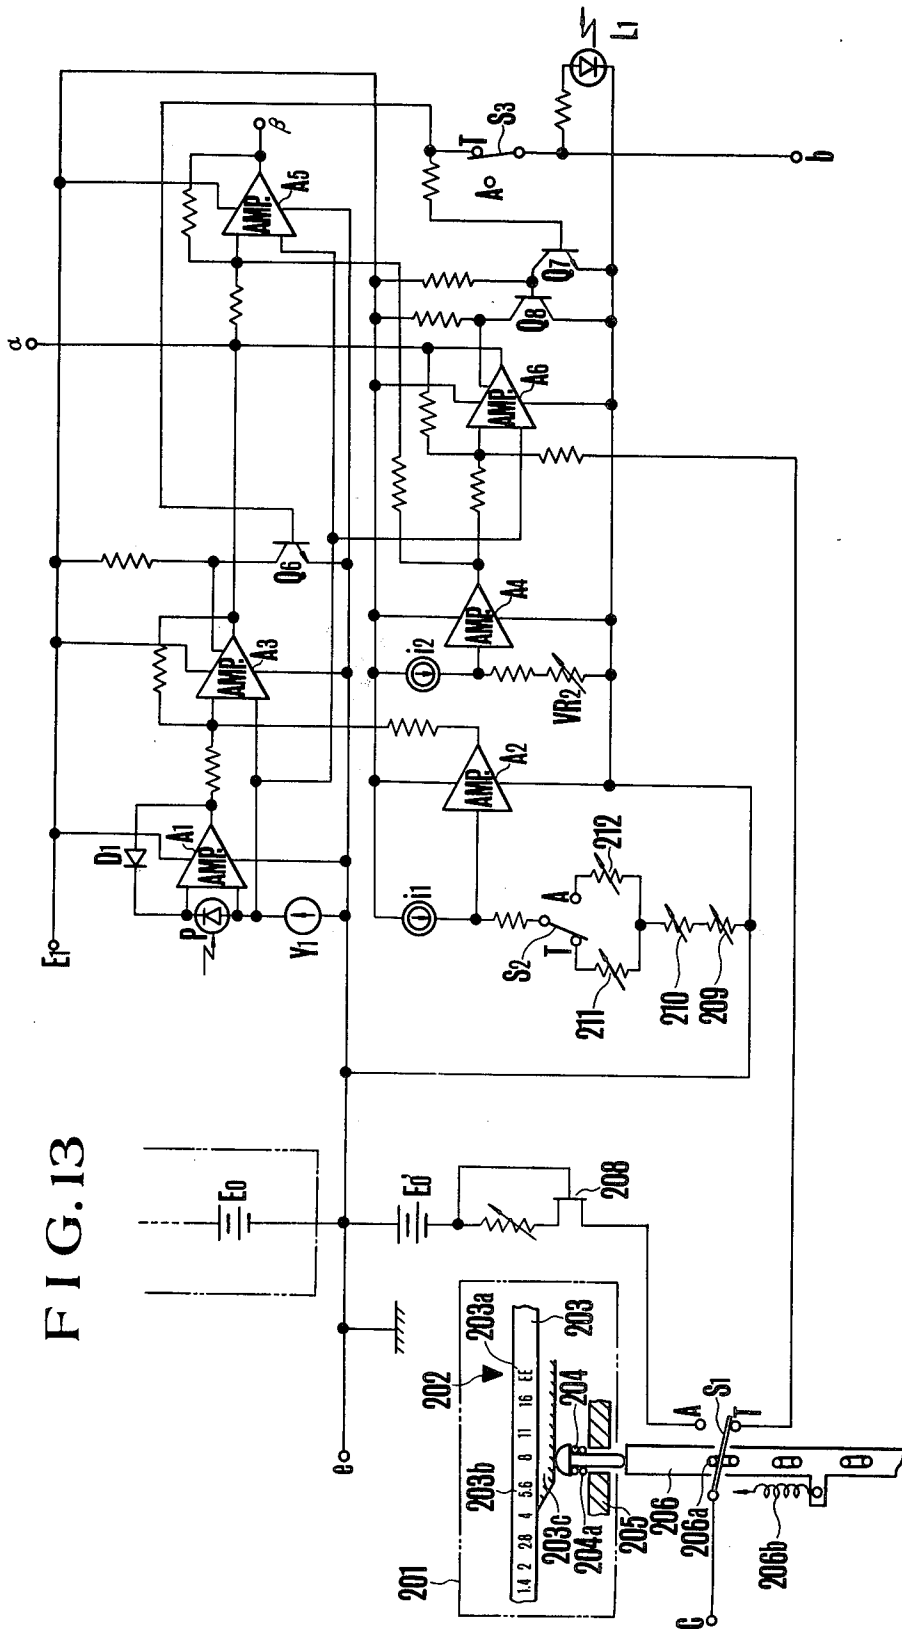 FIG. 13
E1
D1
A1
AMP.
P
Y1
AMP.
A3
Q6
α
AMP.
A5
β
i1
S2
T
A
211
212
210
209
AMP.
A2
i2
VR2
AMP.
A4
AMP.
A6
Q8
Q7
A
T
S3
L1
b
E0
E0'
208
e
201
202
203a
203
203b
1.4 2 2.8 4 5.6 8 11 16 EE
203c
204
204a
205
206
206a
206b
A
S1
T
C